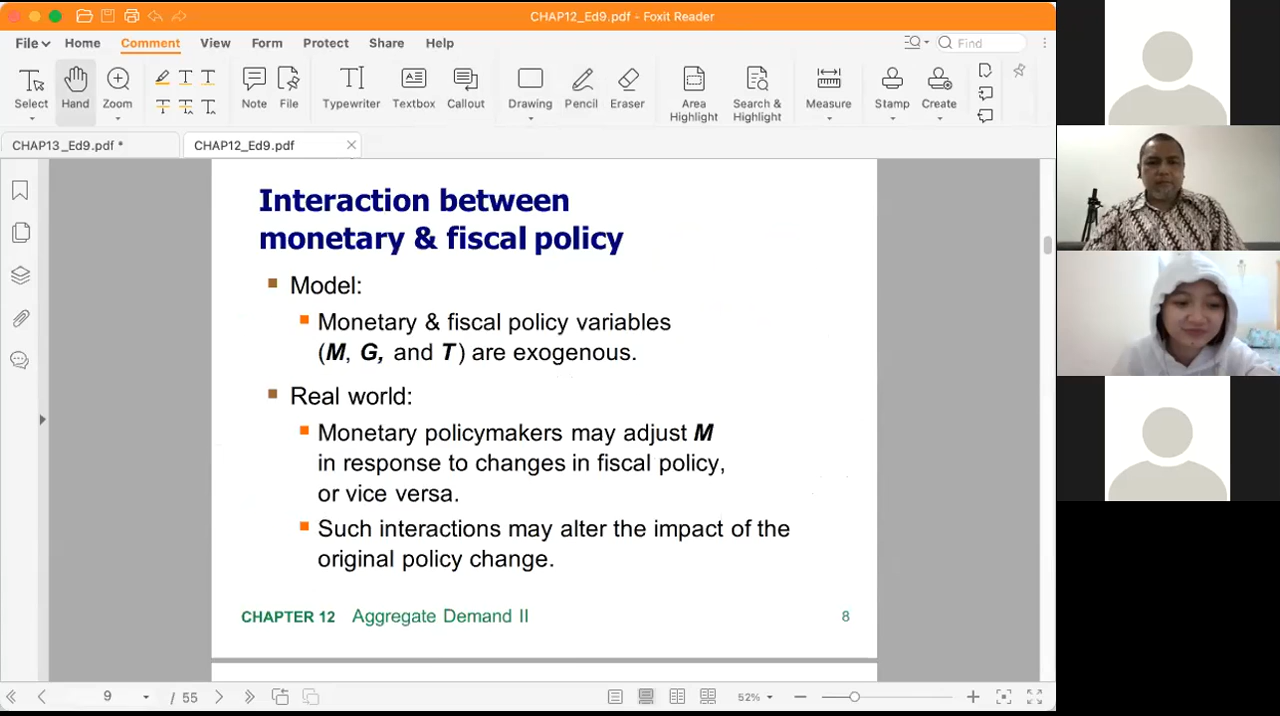 CHAP12_Ed9.pdf - Foxit Reader
File Home Comment View Form Protect Share Help
Find
Select Hand Zoom Note File Typewriter Textbox Callout Drawing Pencil Eraser Area Highlight Search & Highlight Measure Stamp Create
CHAP13_Ed9.pdf * CHAP12_Ed9.pdf
Interaction between
monetary & fiscal policy
Model:
Monetary & fiscal policy variables
(M, G, and T ) are exogenous.
Real world:
Monetary policymakers may adjust M
in response to changes in fiscal policy,
or vice versa.
Such interactions may alter the impact of the
original policy change.
CHAPTER 12 Aggregate Demand II 8
9 / 55 52%